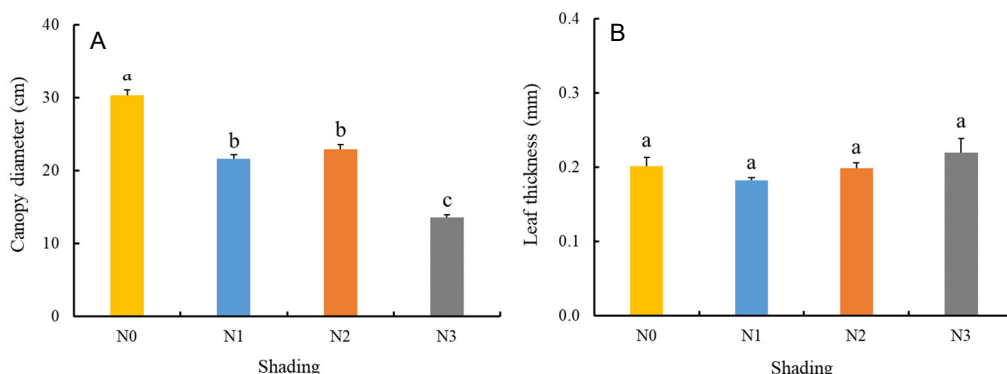 A
Canopy diameter (cm)
40
30
20
10
0
a
b
b
c
N0 N1 N2 N3
Shading
B
Leaf thickness (mm)
0.4
0.3
0.2
0.1
0.0
a
a
a
a
N0 N1 N2 N3
Shading